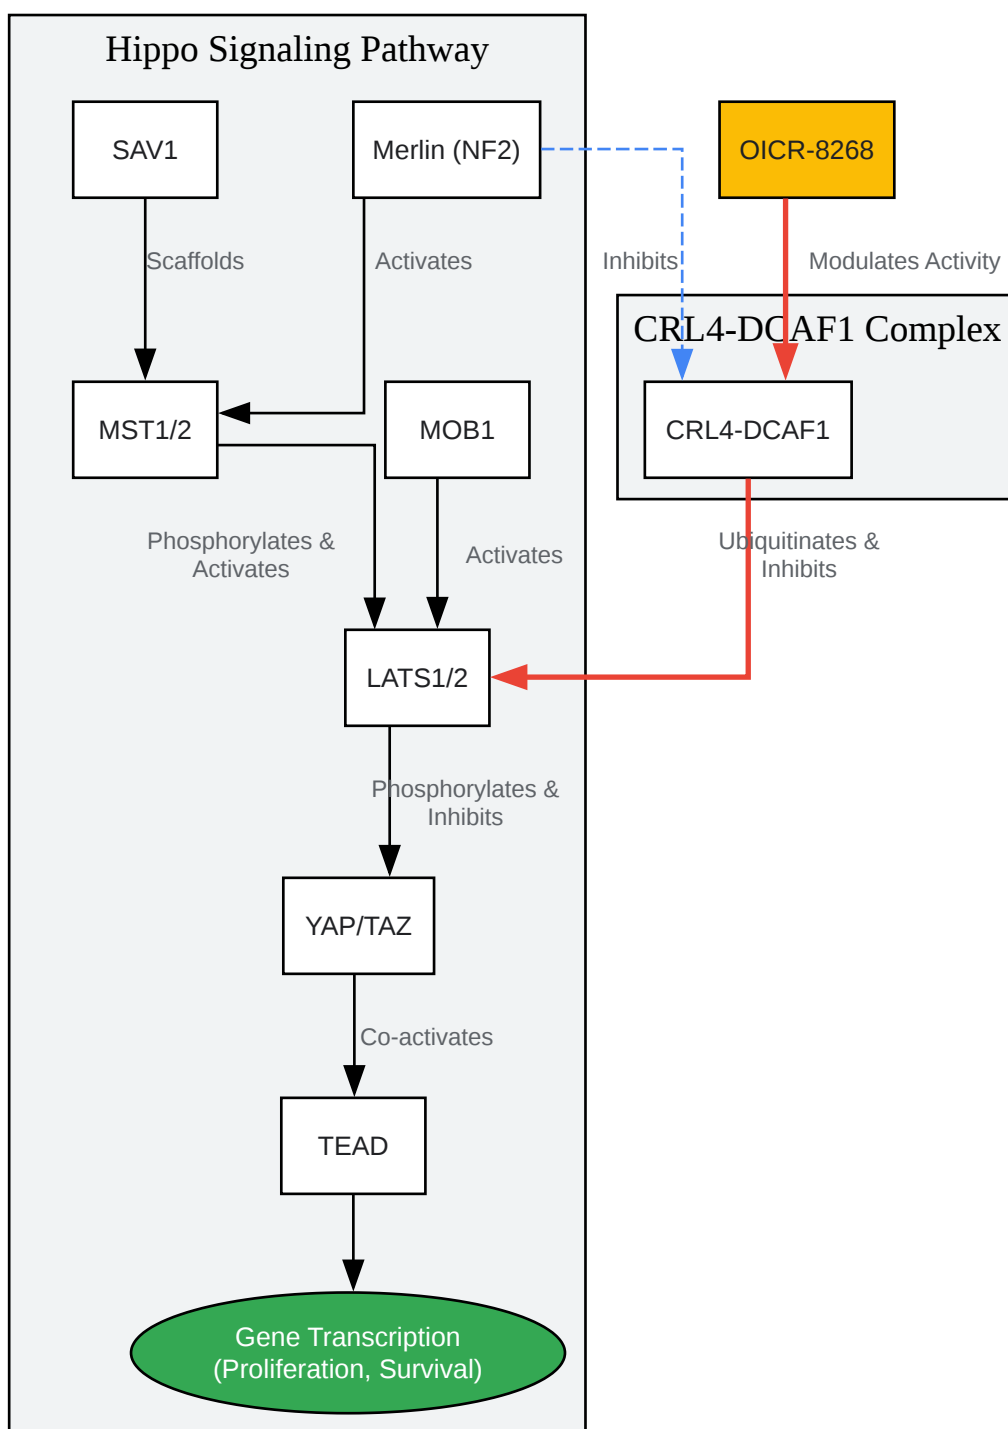 Hippo Signaling Pathway
SAV1
Merlin (NF2)
OICR-8268
Scaffolds
Activates
Inhibits
Modulates Activity
CRL4-DCAF1 Complex
MST1/2
MOB1
CRL4-DCAF1
Phosphorylates &
Activates
Activates
Ubiquitinates &
Inhibits
LATS1/2
Phosphorylates &
Inhibits
YAP/TAZ
Co-activates
TEAD
Gene Transcription
(Proliferation, Survival)